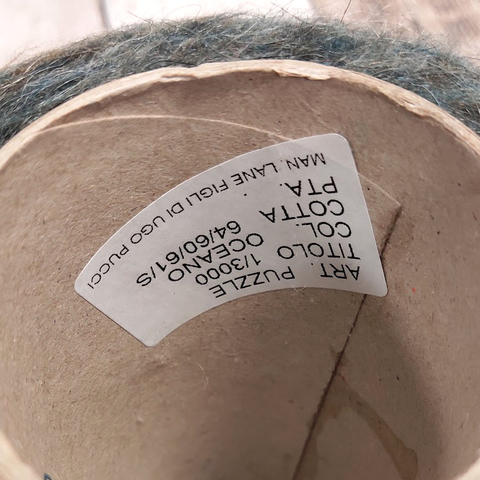 ART. PUZZLE
TITOLO 1/3000
COL. OCEANO
COTTA 64/60/61/S
PTA.
MAN. LANE FIGLI DI UGO PUCCI